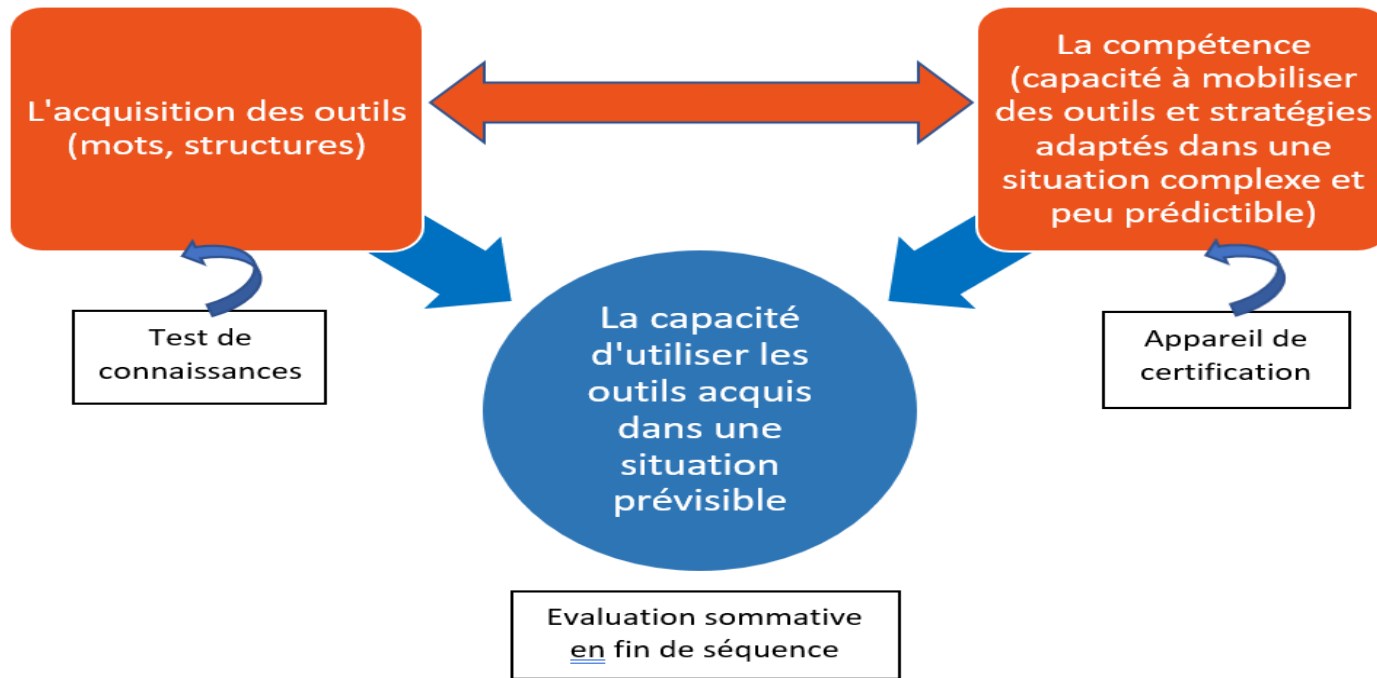 L'acquisition des outils
(mots, structures)
La compétence
(capacité à mobiliser
des outils et stratégies
adaptés dans une
situation complexe et
peu prédictible)
Test de
connaissances
La capacité
d'utiliser les
outils acquis
dans une
situation
prévisible
Appareil de
certification
Evaluation sommative
en fin de séquence